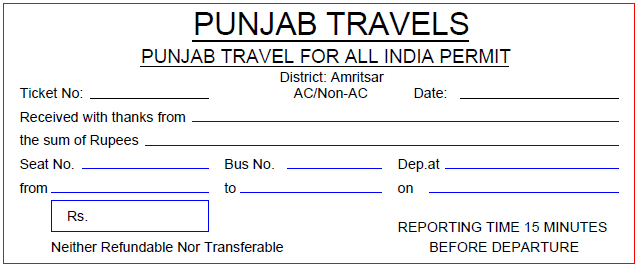 PUNJAB TRAVELS
PUNJAB TRAVEL FOR ALL INDIA PERMIT
District: Amritsar
Ticket No: AC/Non-AC Date:
Received with thanks from
the sum of Rupees
Seat No. Bus No. Dep.at
from to on
Rs.
REPORTING TIME 15 MINUTES
Neither Refundable Nor Transferable BEFORE DEPARTURE